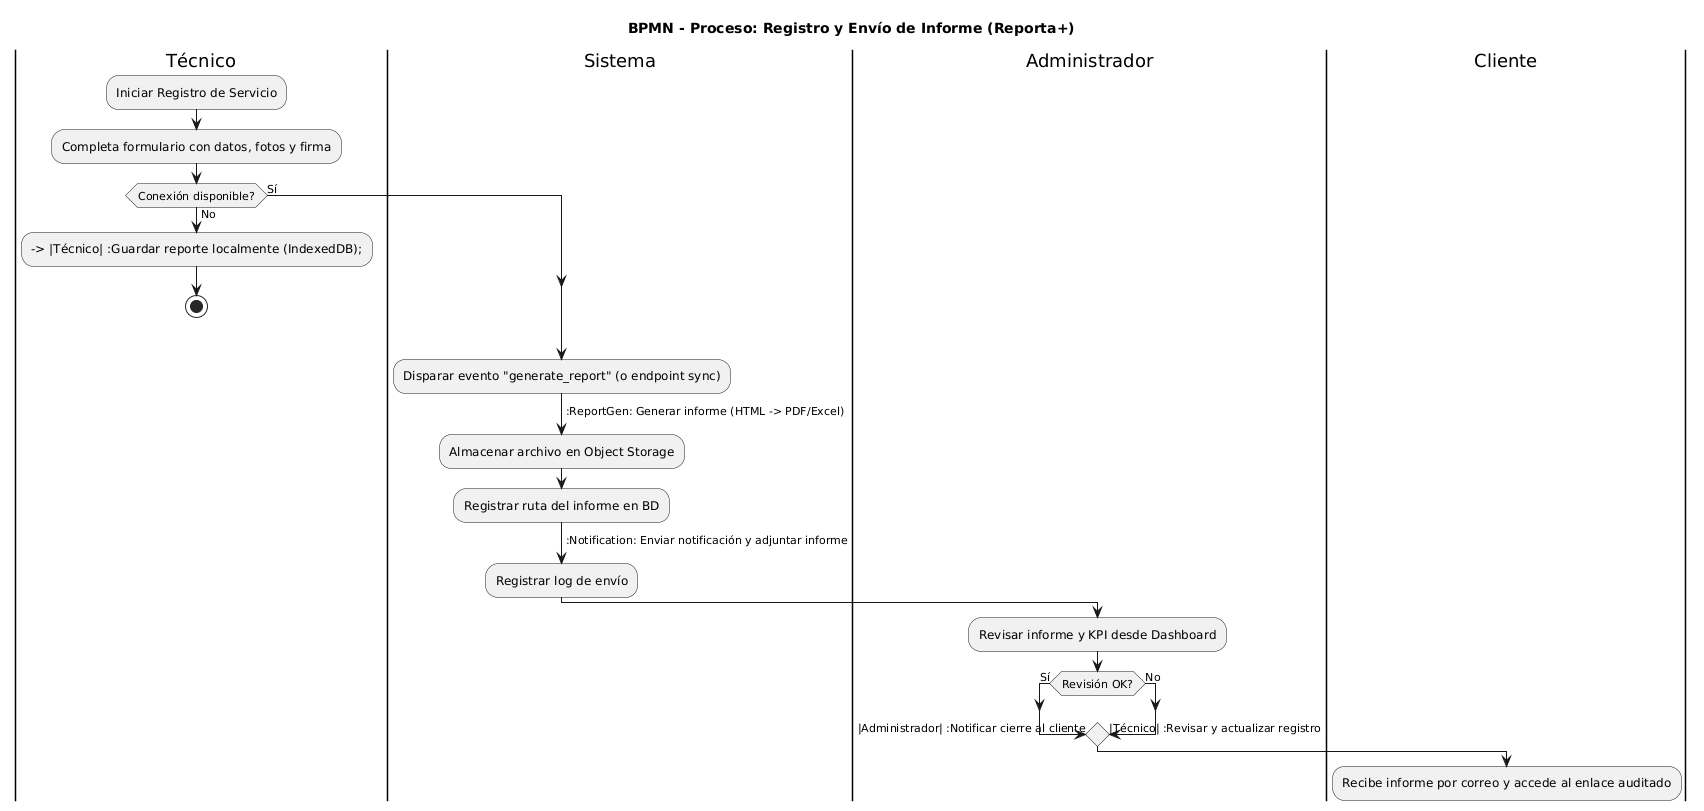 BPMN - Proceso: Registro y Envío de Informe (Reporta+)
Técnico
Sistema
Administrador
Cliente
Iniciar Registro de Servicio
Completa formulario con datos, fotos y firma
Conexión disponible?
Sí
No
-> |Técnico| :Guardar reporte localmente (IndexedDB);
Disparar evento "generate_report" (o endpoint sync)
:ReportGen: Generar informe (HTML -> PDF/Excel)
Almacenar archivo en Object Storage
Registrar ruta del informe en BD
:Notification: Enviar notificación y adjuntar informe
Registrar log de envío
Revisar informe y KPI desde Dashboard
Sí
Revisión OK?
No
|Administrador| :Notificar cierre al cliente
|Técnico| :Revisar y actualizar registro
Recibe informe por correo y accede al enlace auditado